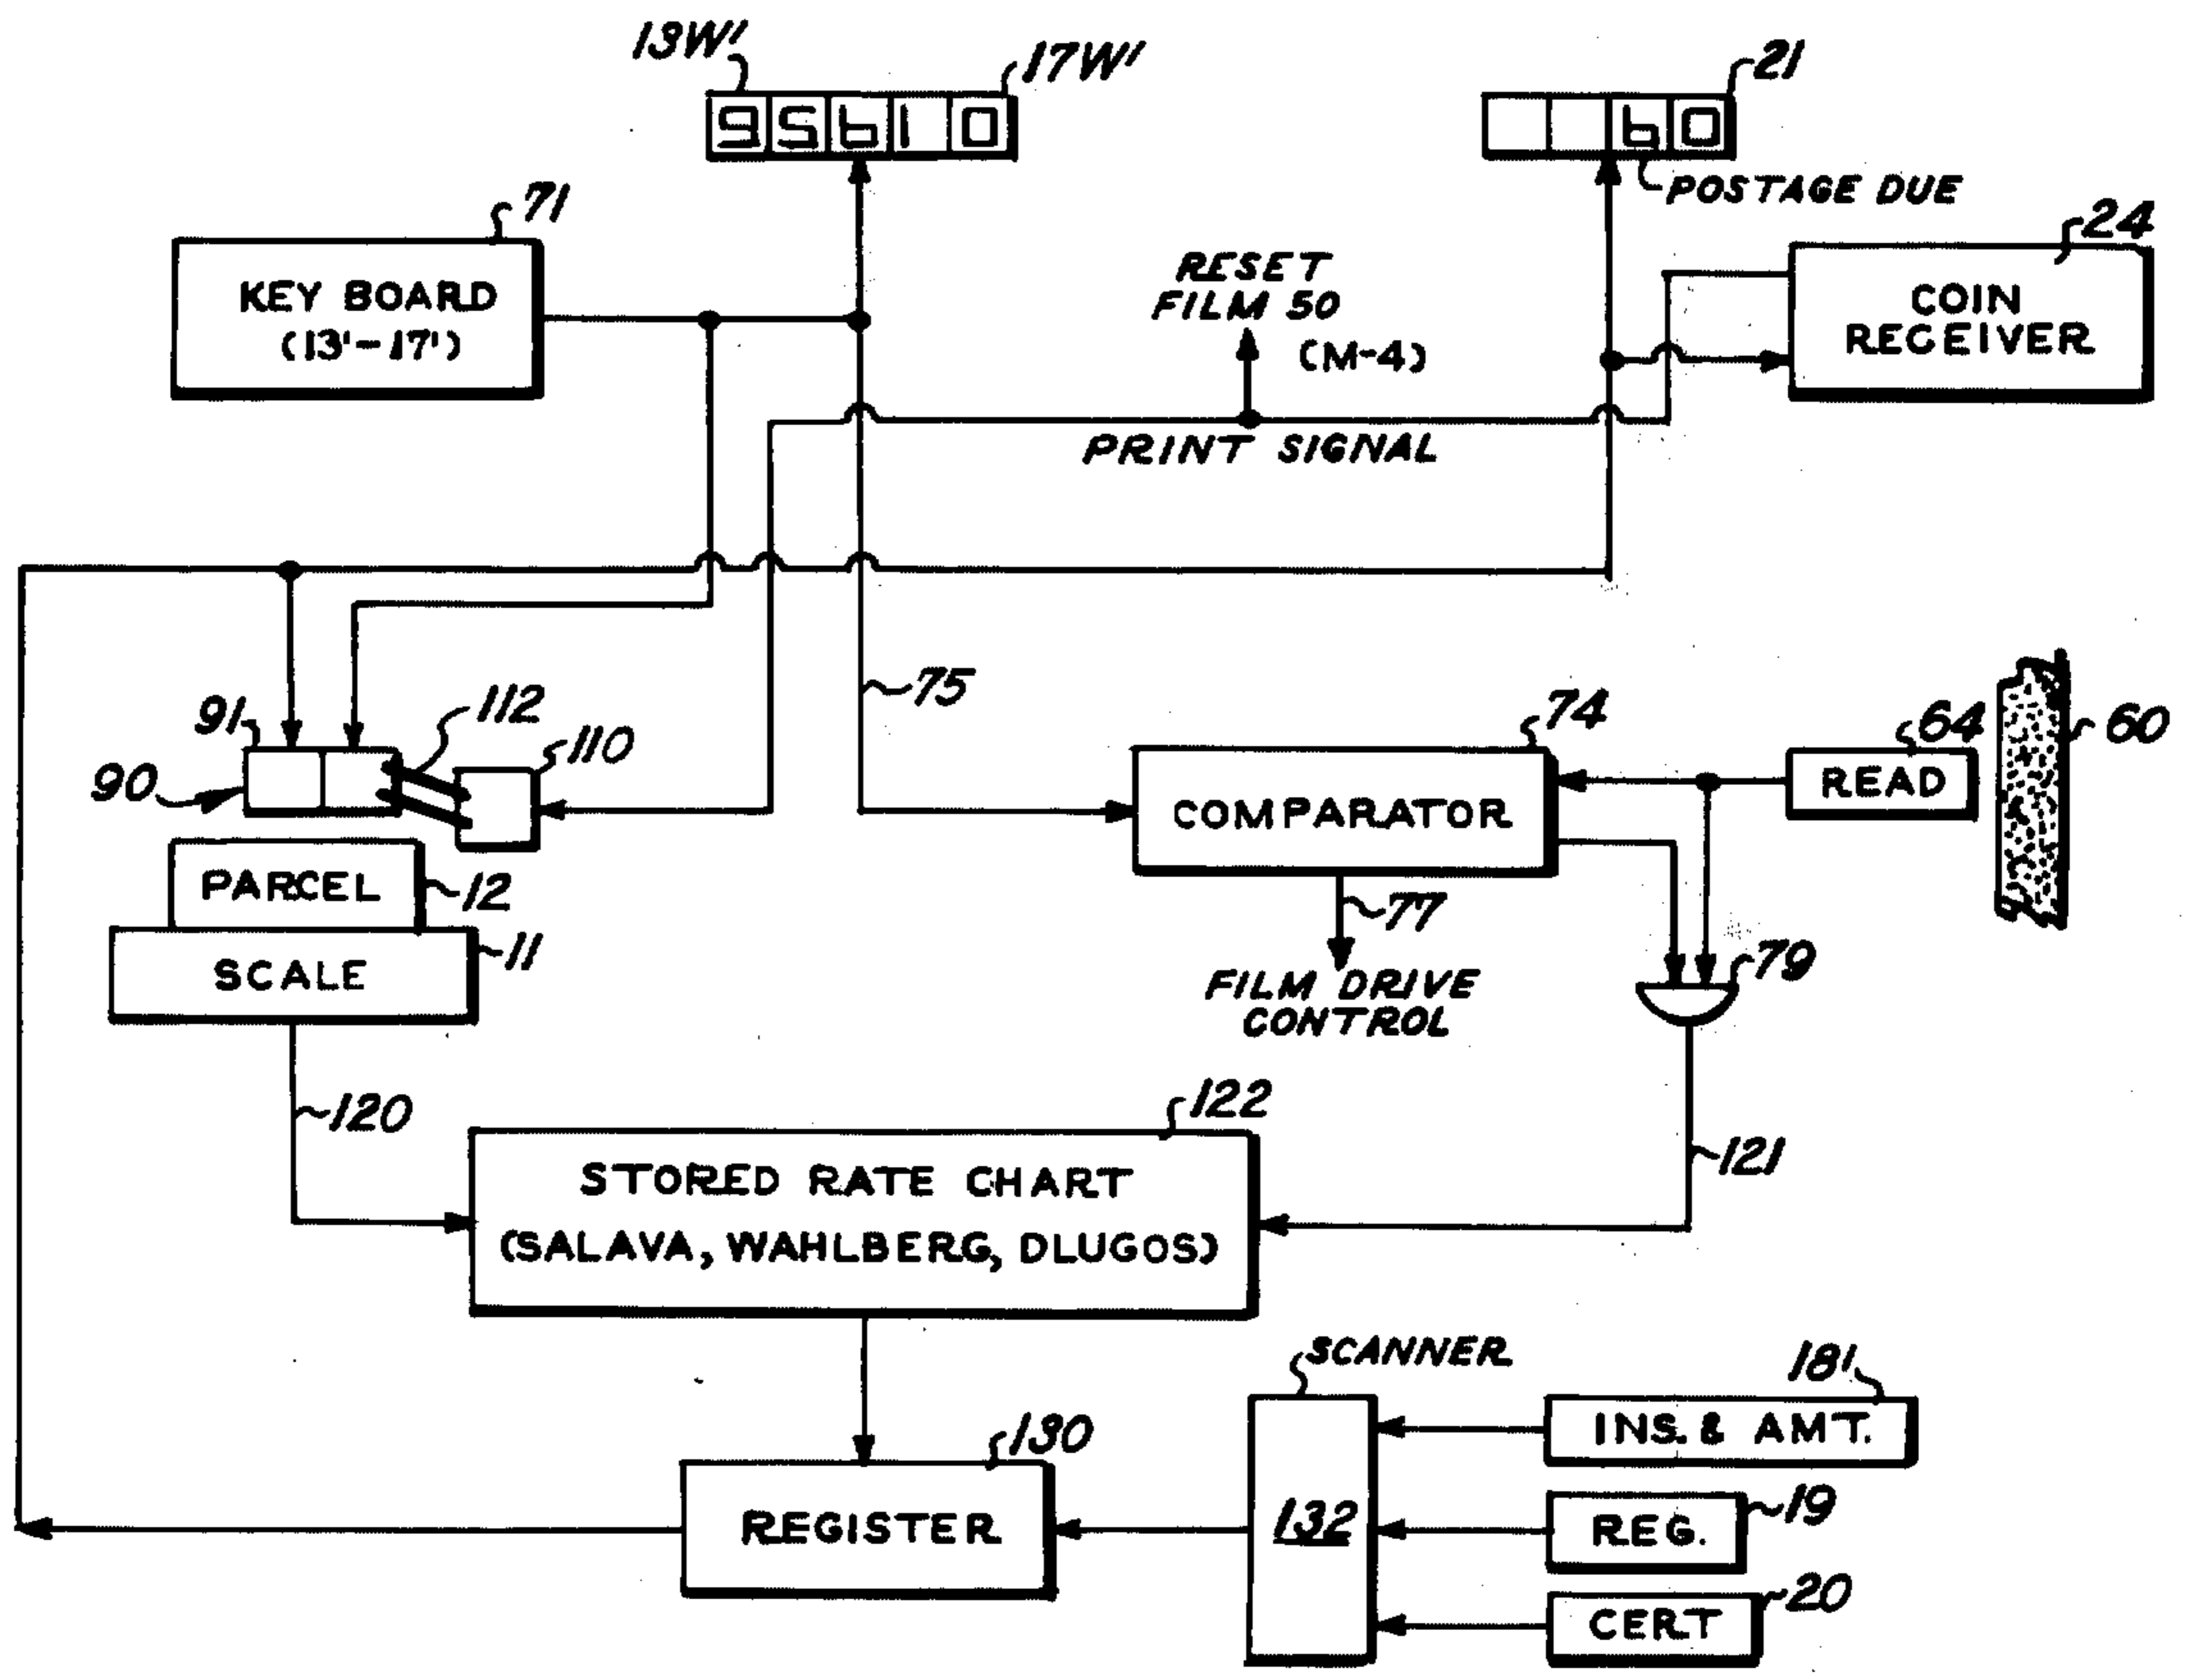 13W' 17W' 21
95610
60
POSTAGE DUE
71
KEY BOARD
(13'-17')
RESET
FILM 50
(M-4)
24
COIN
RECEIVER
PRINT SIGNAL
75
91
112
110
90
74
COMPARATOR
64
READ
60
PARCEL
12
SCALE
11
77
FILM DRIVE
CONTROL
79
120
122
STORED RATE CHART
(SALAVA, WAHLBERG, DLUGOS)
121
SCANNER
132
18'
INS. & AMT.
130
REGISTER
19
REG.
20
CERT